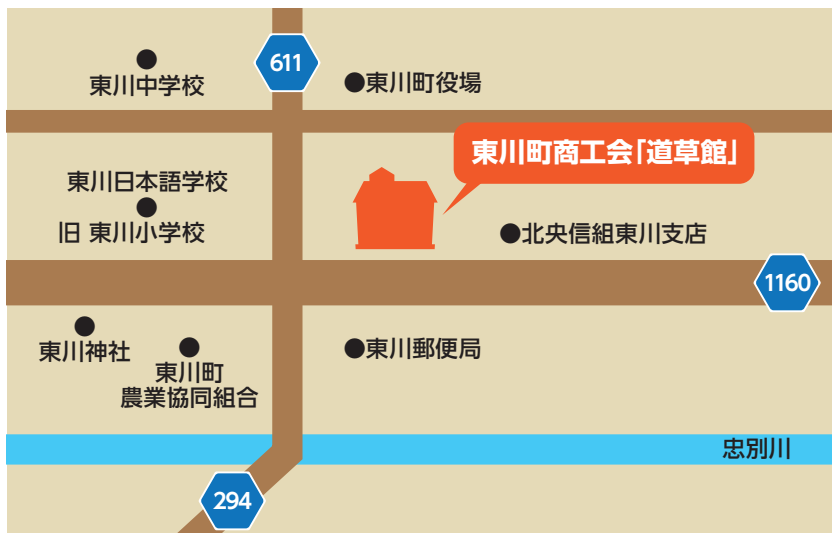 611
東川中学校
●東川町役場
東川町商工会「道草館」
東川日本語学校
旧 東川小学校
●北央信組東川支店
1160
東川神社
東川町
農業協同組合
●東川郵便局
忠別川
294